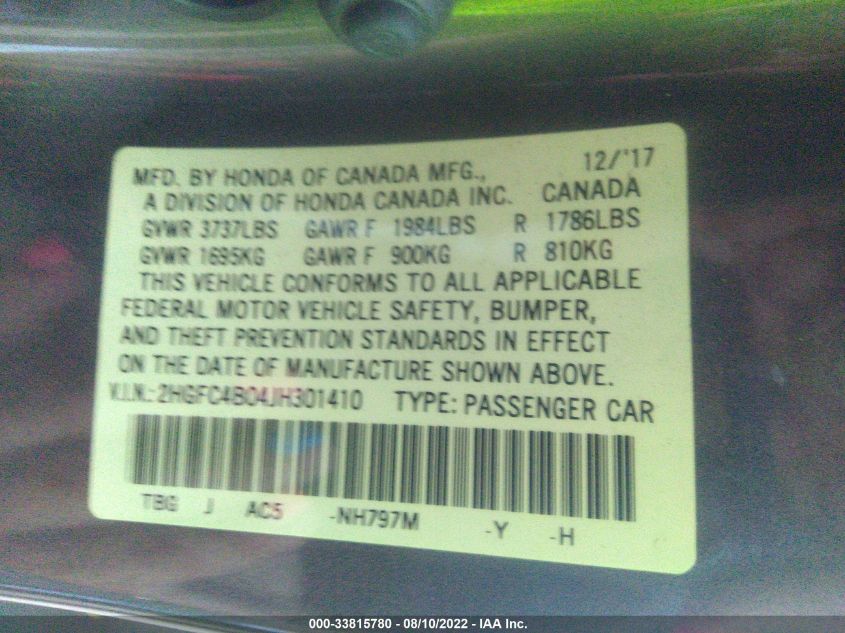 MFD. BY HONDA OF CANADA MFG., 12/'17
A DIVISION OF HONDA CANADA INC. CANADA
GVWR 3737LBS GAWR F 1984LBS R 1786LBS
GVWR 1695KG GAWR F 900KG R 810KG
THIS VEHICLE CONFORMS TO ALL APPLICABLE
FEDERAL MOTOR VEHICLE SAFETY, BUMPER,
AND THEFT PREVENTION STANDARDS IN EFFECT
ON THE DATE OF MANUFACTURE SHOWN ABOVE.
V.I.N.: 2HGFC4B04JH301410 TYPE: PASSENGER CAR
TBG J AC5 -NH797M -Y -H
000-33815780 - 08/10/2022 - IAA Inc.